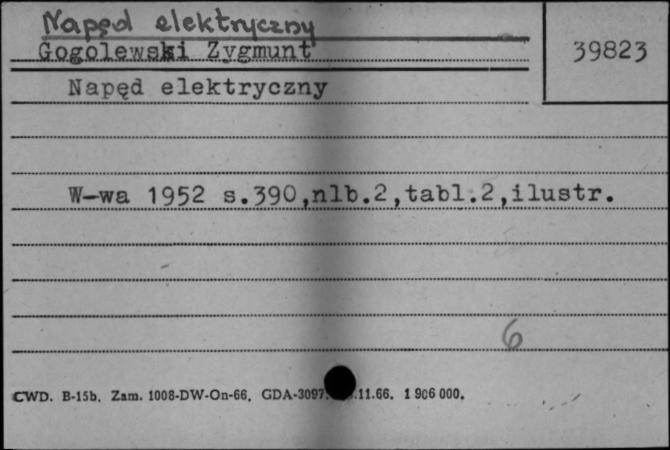 Napęd elektryczny
Gogolewski Zygmunt
39823
Napęd elektryczny
W-wa 1952 s.390,nlb.2,tabl.2,ilustr.
6
CWD. B-15b. Zam. 1008-DW-On-66. GDA-3097. .11.66. 1 906 000.